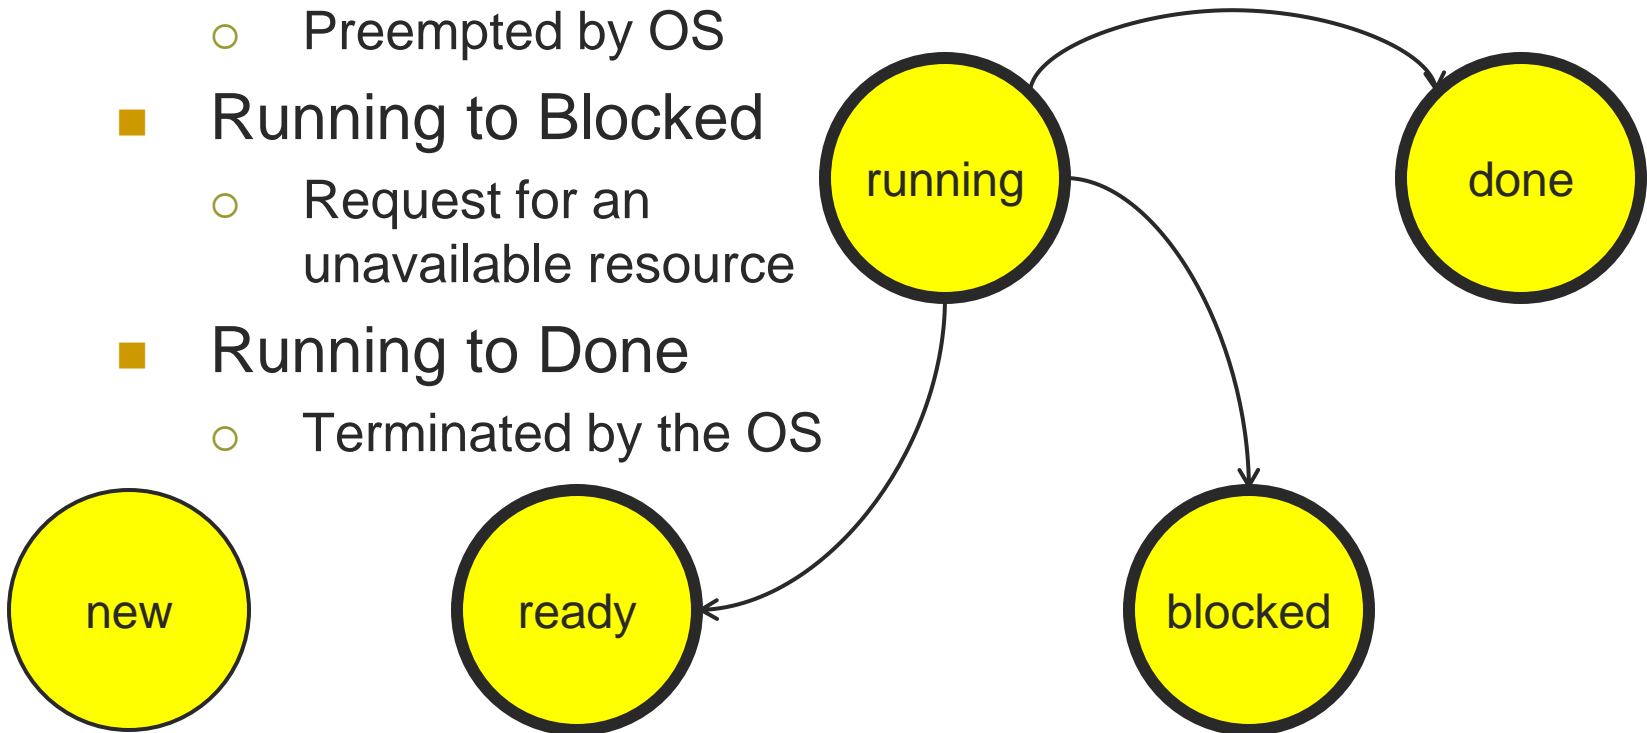 Preempted by OS
Running to Blocked
Request for an
unavailable resource
Running to Done
Terminated by the OS
running
done
new
ready
blocked